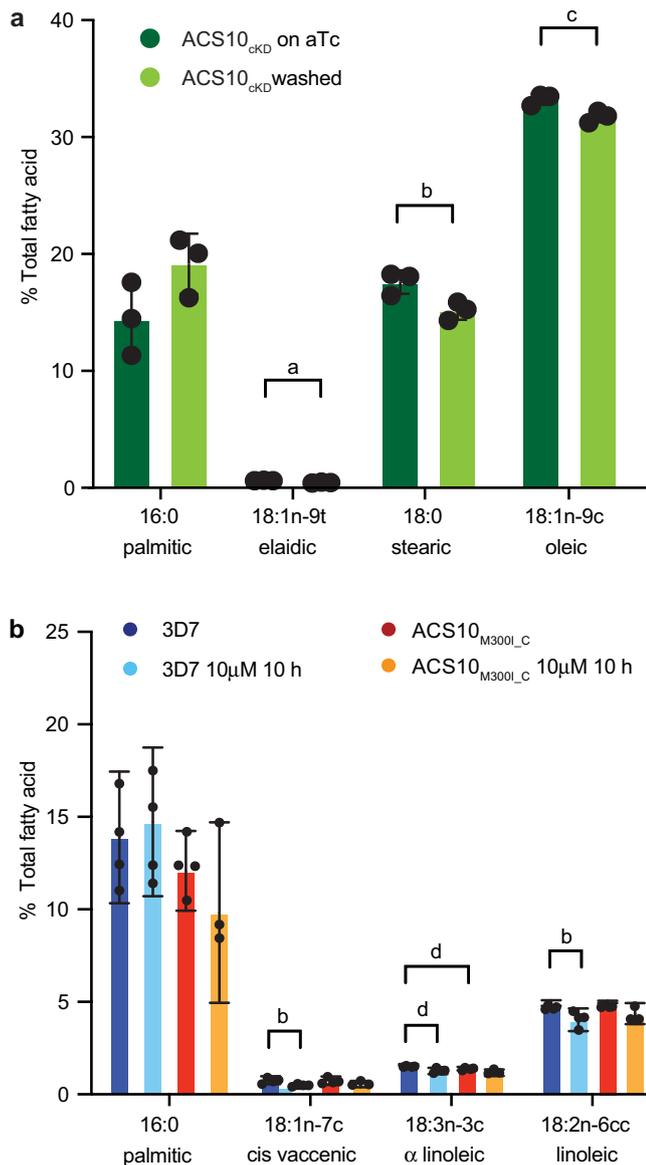 a
40
30
20
10
0
% Total fatty acid
ACS10cKD on aTc
ACS10cKD washed
a
b
c
16:0
18:1n-9t
18:0
18:1n-9c
palmitic
elaidic
stearic
oleic
b
25
20
15
10
5
0
% Total fatty acid
3D7
ACS10M300I_C
3D7 10μM 10 h
ACS10M300I_C 10μM 10 h
b
d
d
b
16:0
18:1n-7c
18:3n-3c
18:2n-6cc
palmitic
cis vaccenic
α linoleic
linoleic